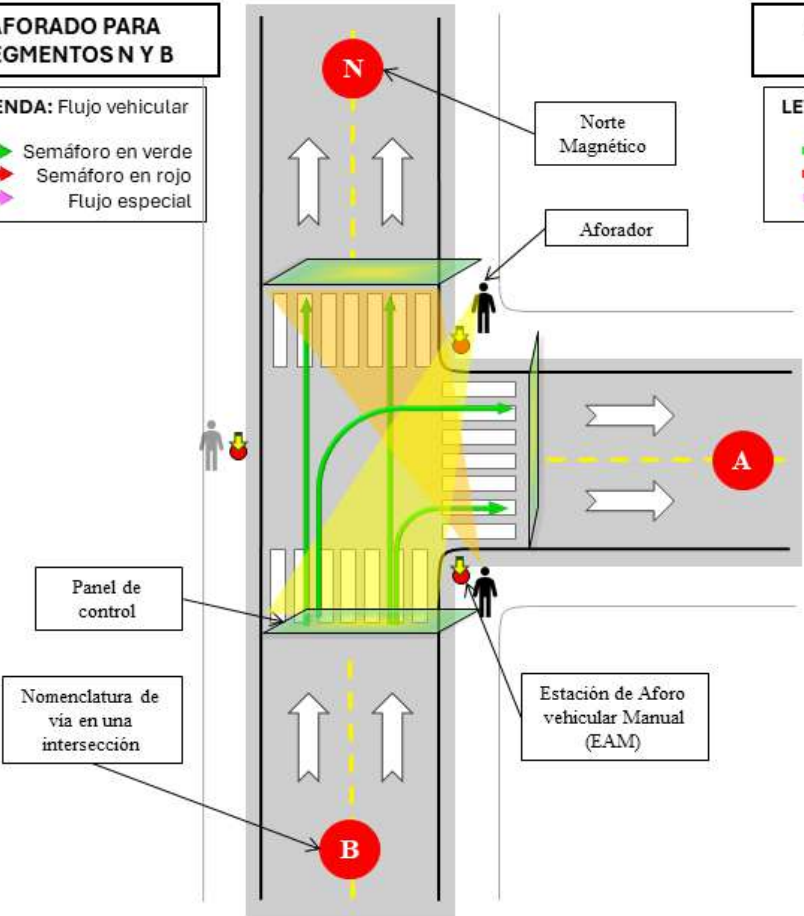 AFORADO PARA
EGMENTOS N Y B
ENDA: Flujo vehicular
Semáforo en verde
Semáforo en rojo
Flujo especial
N
Norte
Magnético
Aforador
LE
A
Panel de
control
Nomenclatura de
vía en una
intersección
Estación de Aforo
vehicular Manual
(EAM)
B